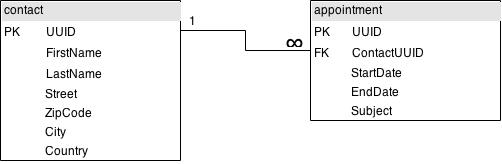 contact
PK UUID
FirstName
LastName
Street
ZipCode
City
Country
1
∞
appointment
PK UUID
FK ContactUUID
StartDate
EndDate
Subject